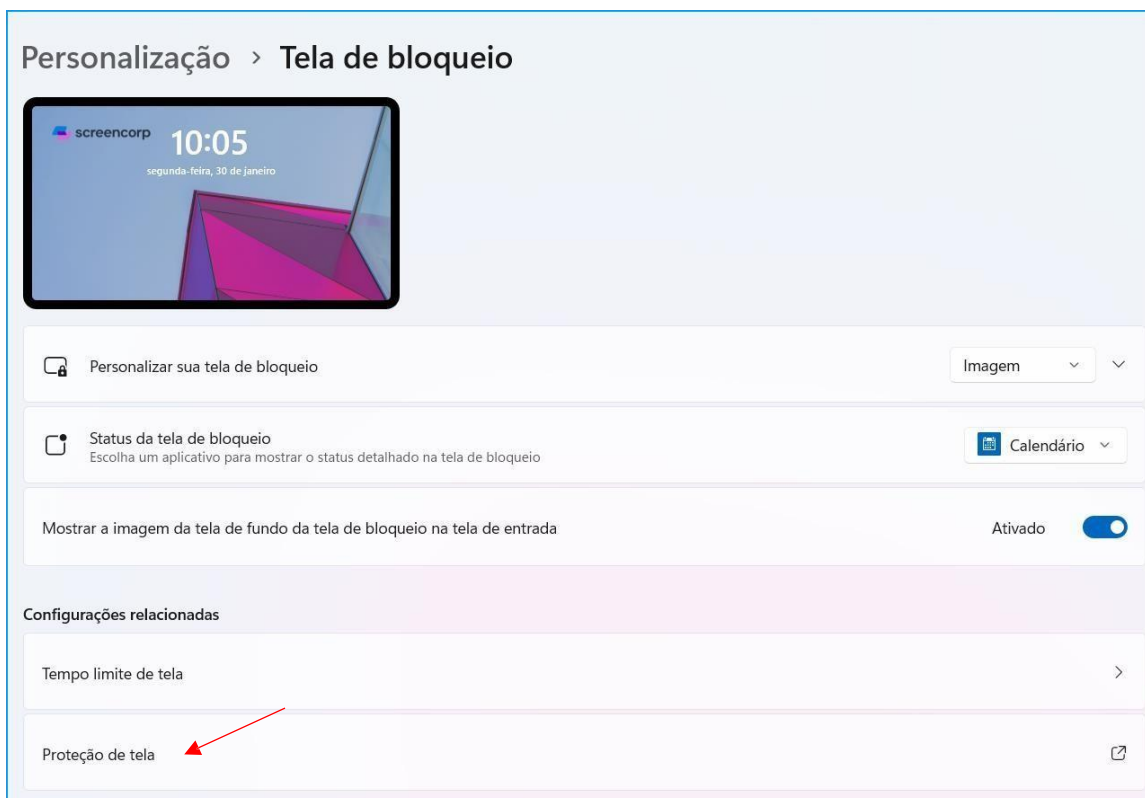 Personalização > Tela de bloqueio
screencorp
10:05
segunda-feira, 30 de janeiro
Personalizar sua tela de bloqueio
Imagem
Status da tela de bloqueio
Escolha um aplicativo para mostrar o status detalhado na tela de bloqueio
Calendário
Mostrar a imagem da tela de fundo da tela de bloqueio na tela de entrada
Ativado
Configurações relacionadas
Tempo limite de tela
Proteção de tela